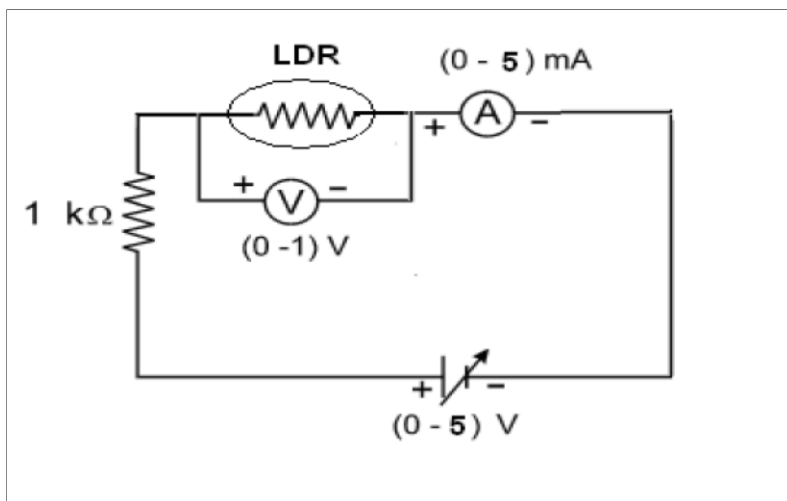 LDR
(0 - 5) mA
+ A -
+ V -
1 kΩ
(0 -1) V
+ -
(0 - 5) V